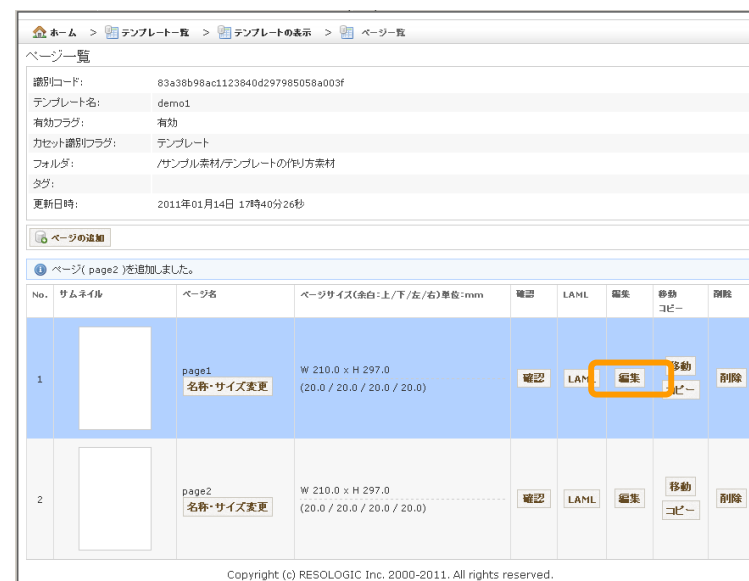 ホーム > テンプレート一覧 > テンプレートの表示 > ページ一覧
ページ一覧
識別コード: 83a38b98ac1123840d297985058a003f
テンプレート名: demo1
有効フラグ: 有効
カセット識別フラグ: テンプレート
フォルダ: /サンプル素材/テンプレートの作り方素材
タグ:
更新日時: 2011年01月14日 17時40分26秒
ページの追加
ページ( page2 )を追加しました。
No. サムネイル ページ名 ページサイズ(余白:上/下/左/右)単位:mm 確認 LAML 編集 移動 削除
コピー
1 page1 W 210.0 x H 297.0 移動
名称・サイズ変更 (20.0 / 20.0 / 20.0 / 20.0) 確認 LAML 編集 コピー 削除
2 page2 W 210.0 x H 297.0 移動
名称・サイズ変更 (20.0 / 20.0 / 20.0 / 20.0) 確認 LAML 編集 コピー 削除
Copyright (c) RESOLOGIC Inc. 2000-2011. All rights reserved.